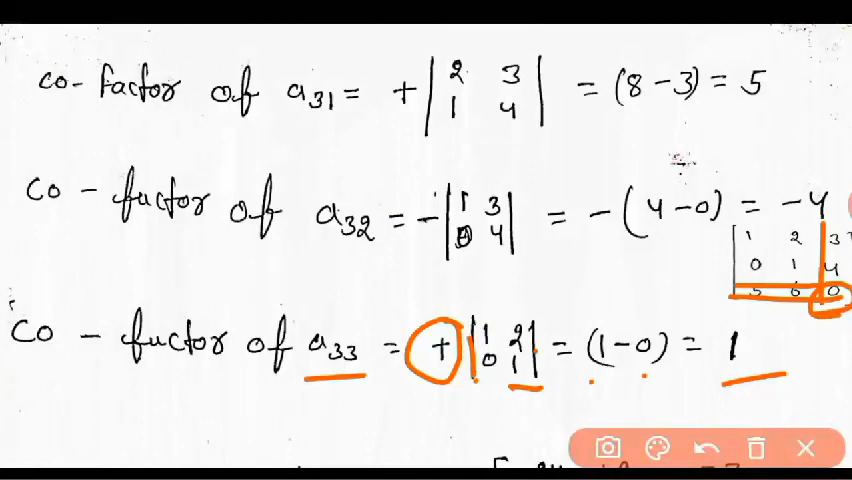 co-factor of a31 = + | 2 3 | = (8 - 3) = 5
1 4
co - factor of a32 = - | 1 3 | = - (4 - 0) = -4
0 4
1 2 3
0 1 4
5 6 0
co - factor of a33 = + | 1 2 | = (1 - 0) = 1
0 1